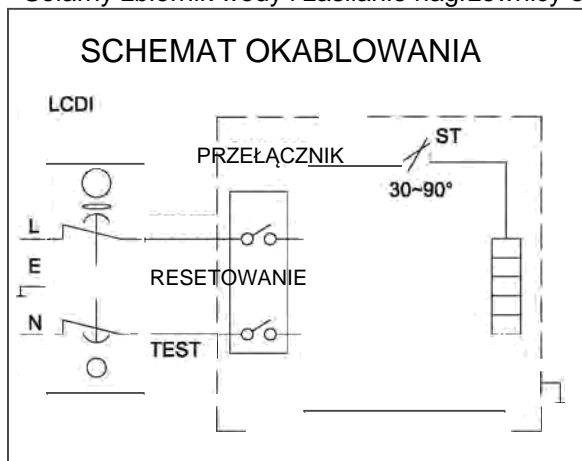 SCHEMAT OKABLOWANIA
LCDI
ST
PRZEŁĄCZNIK
30~90°
L
E
RESETOWANIE
N
TEST